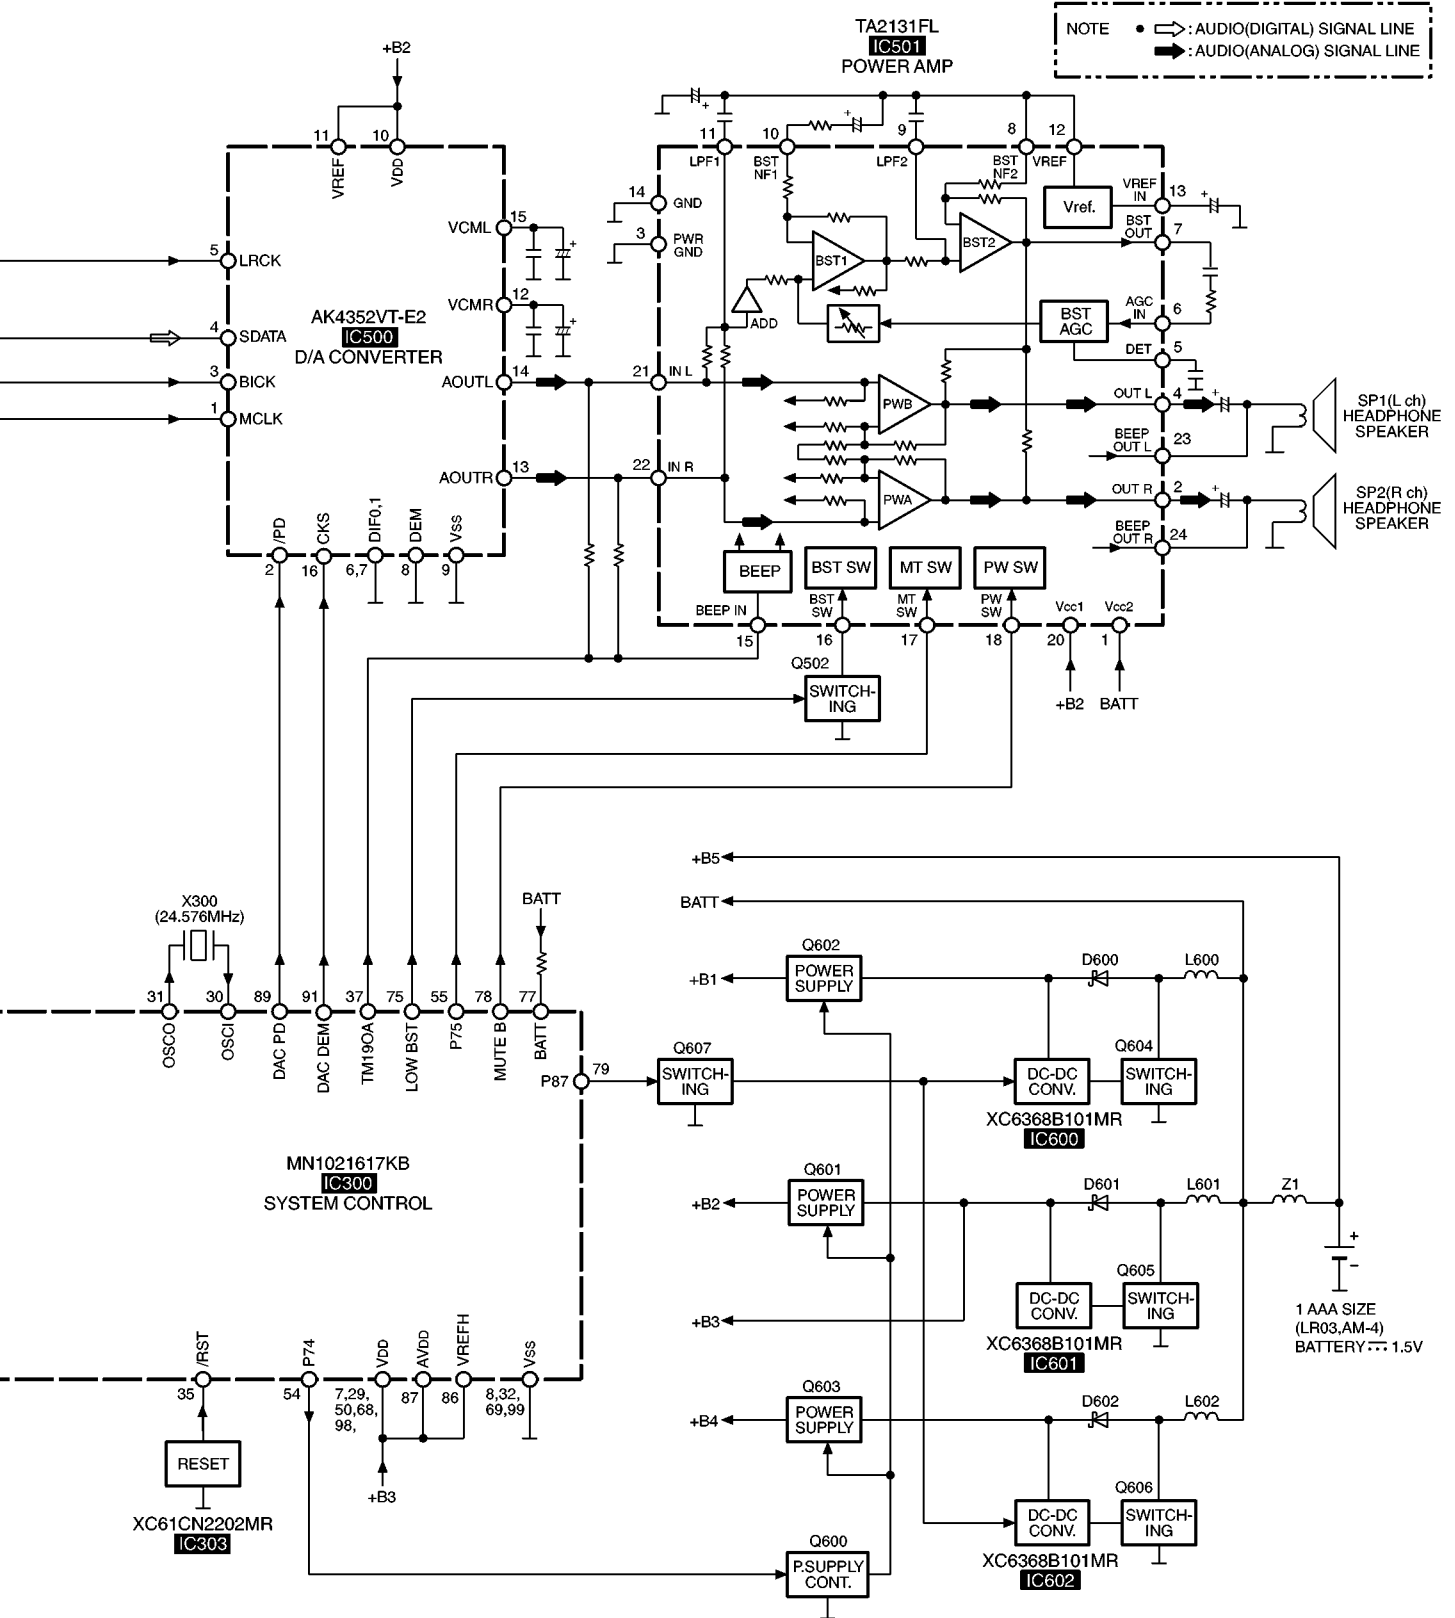 TA2131FL
IC501
POWER AMP
NOTE
: AUDIO(DIGITAL) SIGNAL LINE
: AUDIO(ANALOG) SIGNAL LINE
+B2
11
10
VREF
VDD
15
VCML
12
VCMR
5
LRCK
4
SDATA
3
BICK
1
MCLK
AK4352VT-E2
IC500
D/A CONVERTER
AOUTL
14
AOUTR
13
/PD
CKS
DIF0,1
DEM
VSS
2
16
6,7
8
9
11
10
9
8
12
LPF1
BST
NF1
LPF2
BST
NF2
VREF
14
GND
3
PWR
GND
Vref.
VREF
IN
13
BST
OUT
7
BST1
BST2
ADD
BST
AGC
AGC
IN
6
DET
5
21
IN L
PWB
OUT L
4
BEEP
OUT L
23
22
IN R
PWA
OUT R
2
BEEP
OUT R
24
SP1(L ch)
HEADPHONE
SPEAKER
SP2(R ch)
HEADPHONE
SPEAKER
BEEP
BST SW
MT SW
PW SW
BEEP IN
BST
SW
MT
SW
PW
SW
Vcc1
Vcc2
15
16
17
18
20
1
+B2
BATT
Q502
SWITCH-
ING
+B5
BATT
X300
(24.576MHz)
BATT
31
30
89
91
37
75
55
78
77
OSCO
OSCI
DAC PD
DAC DEM
TM19OA
LOW BST
P75
MUTE B
BATT
P87
79
MN1021617KB
IC300
SYSTEM CONTROL
Q607
SWITCH-
ING
Q602
POWER
SUPPLY
+B1
D600
L600
Q604
DC-DC
CONV.
SWITCH-
ING
XC6368B101MR
IC600
Q601
POWER
SUPPLY
+B2
D601
L601
Z1
Q605
DC-DC
CONV.
SWITCH-
ING
XC6368B101MR
IC601
+B3
+
−
1 AAA SIZE
(LR03,AM-4)
BATTERY ⎓ 1.5V
Q603
POWER
SUPPLY
+B4
D602
L602
Q606
DC-DC
CONV.
SWITCH-
ING
XC6368B101MR
IC602
/RST
P74
VDD
AVDD
VREFH
VSS
35
54
7,29,
50,68,
98,
87
86
8,32,
69,99
RESET
XC61CN2202MR
IC303
+B3
Q600
P.SUPPLY
CONT.